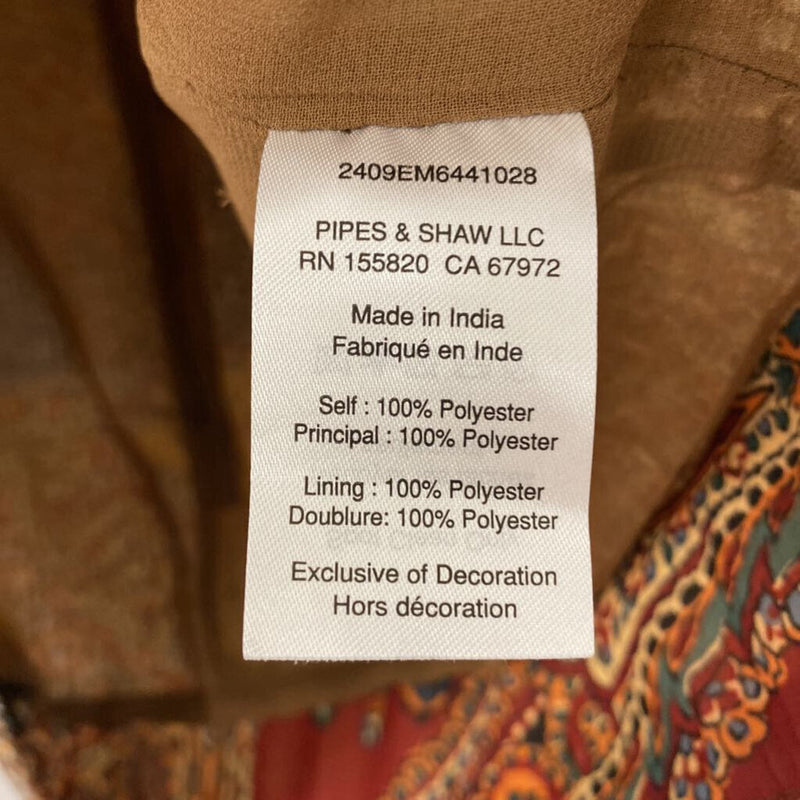 2409EM6441028
PIPES & SHAW LLC
RN 155820 CA 67972
Made in India
Fabriqué en Inde
Self : 100% Polyester
Principal : 100% Polyester
Lining : 100% Polyester
Doublure: 100% Polyester
Exclusive of Decoration
Hors décoration